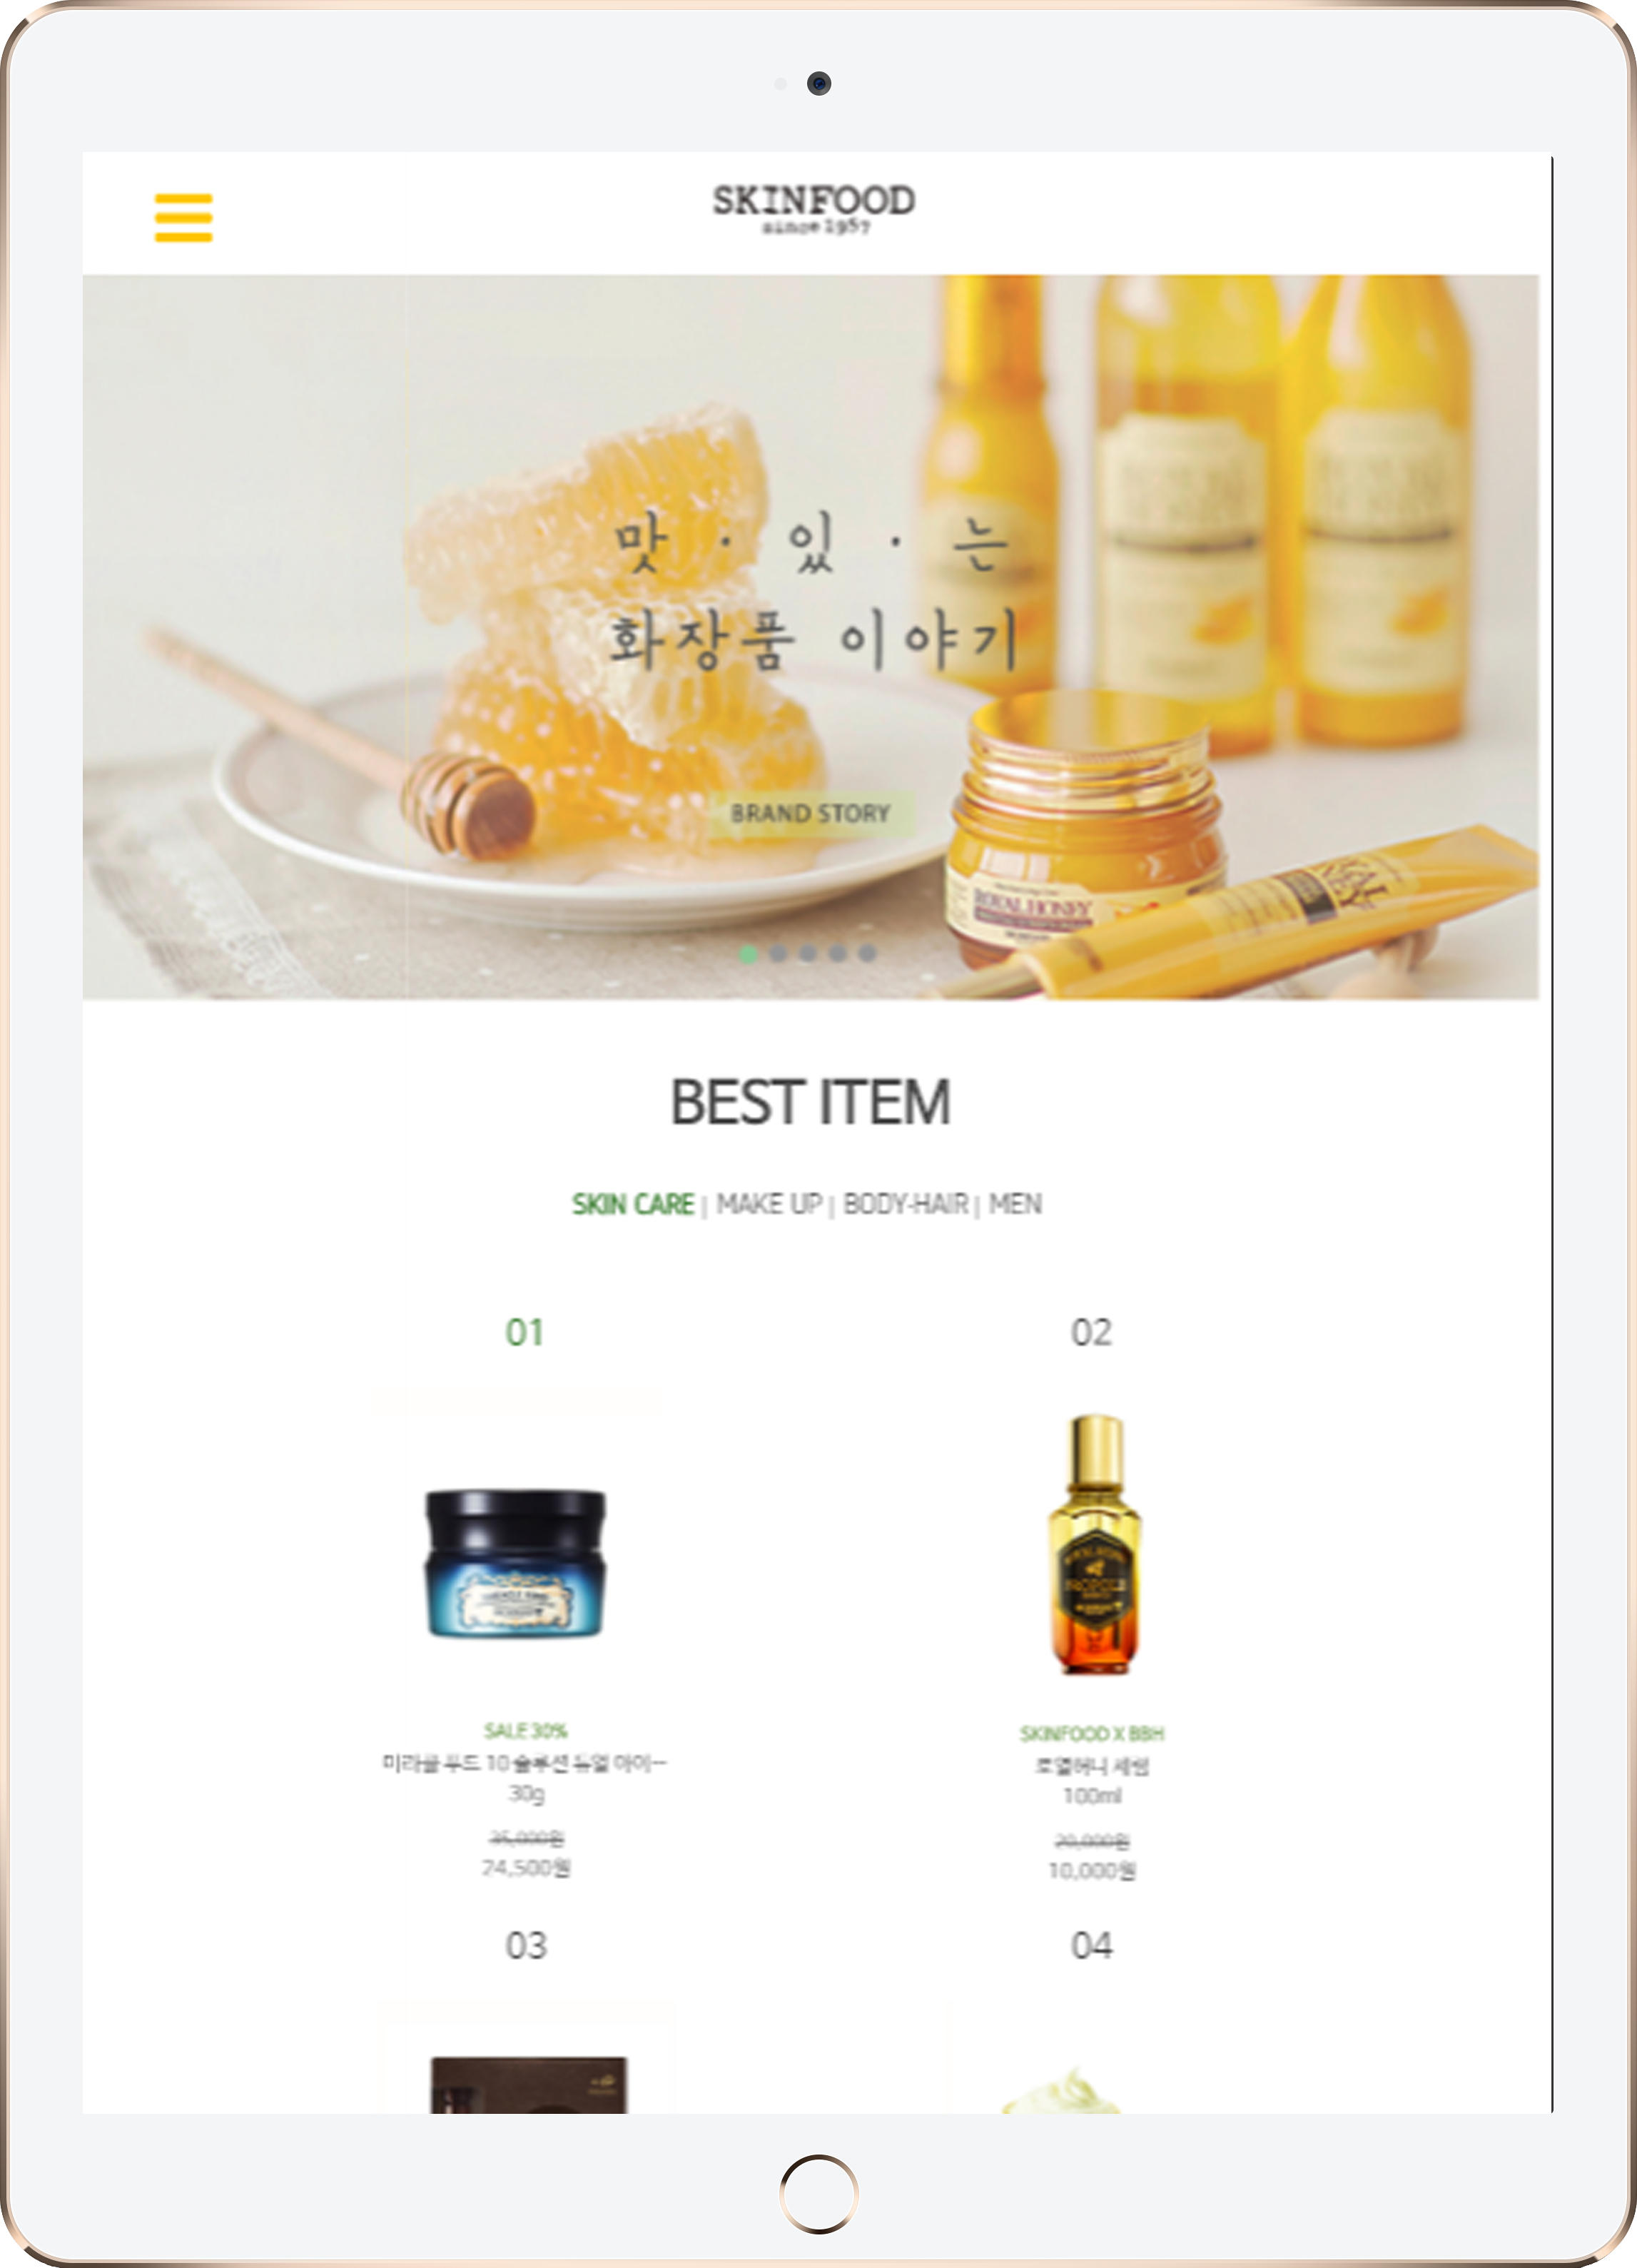 SKINFOOD
since 1957
맛 · 있 · 는
화장품 이야기
BRAND STORY
ROYAL HONEY
BEST ITEM
SKIN CARE | MAKE UP | BODY-HAIR | MEN
01
02
PROPOLIS
SALE 30%
미라클 푸드 10 솔루션 듀얼 아이...
30g
35,000원
24,500원
SKINFOOD X BBH
로열허니 세럼
100ml
20,000원
10,000원
03
04